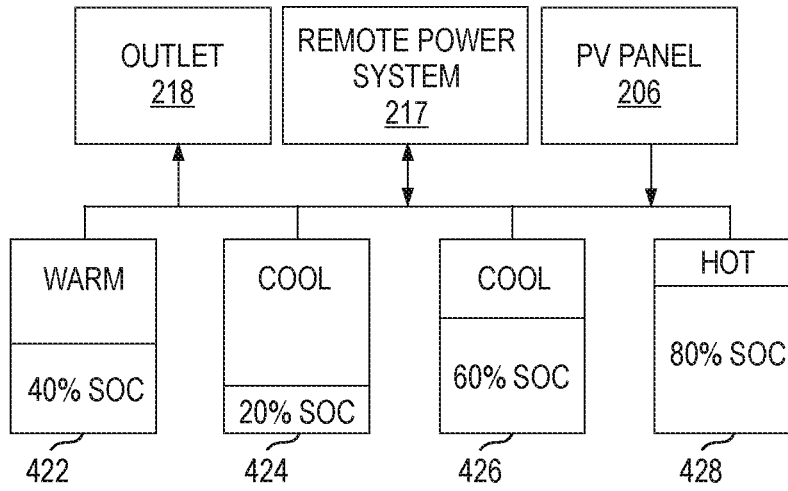 OUTLET
218
REMOTE POWER
SYSTEM
217
PV PANEL
206
WARM
40% SOC
422
COOL
20% SOC
424
COOL
60% SOC
426
HOT
80% SOC
428